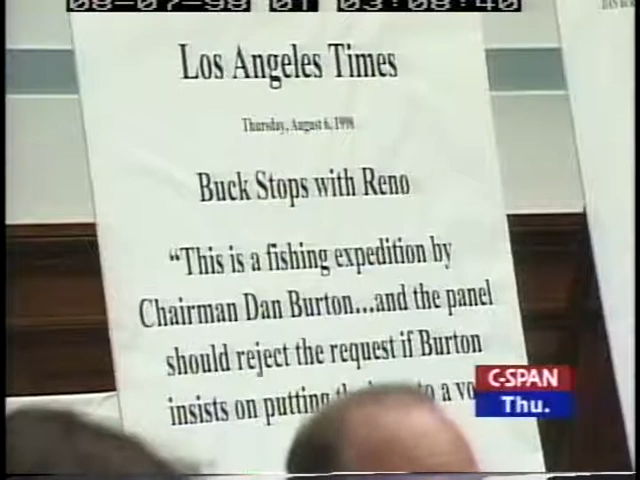 08-07-98 01 03:08:40
Los Angeles Times
Thursday, August 6, 1998
Buck Stops with Reno
“This is a fishing expedition by
Chairman Dan Burton...and the panel
should reject the request if Burton
insists on putting to a vo
C-SPAN
Thu.